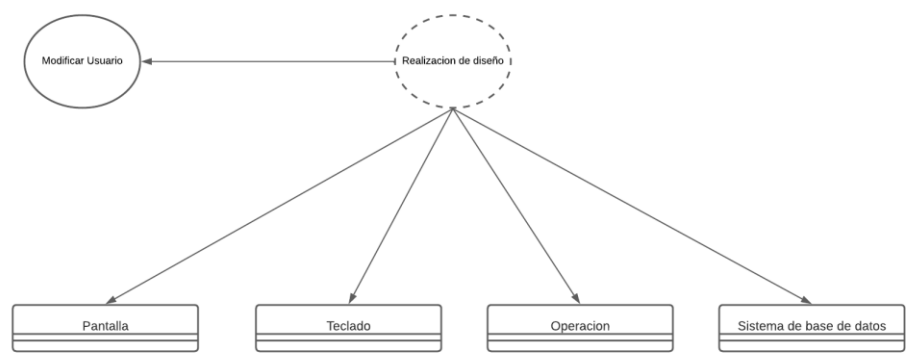 Modificar Usuario
Realizacion de diseño
Pantalla
Teclado
Operacion
Sistema de base de datos